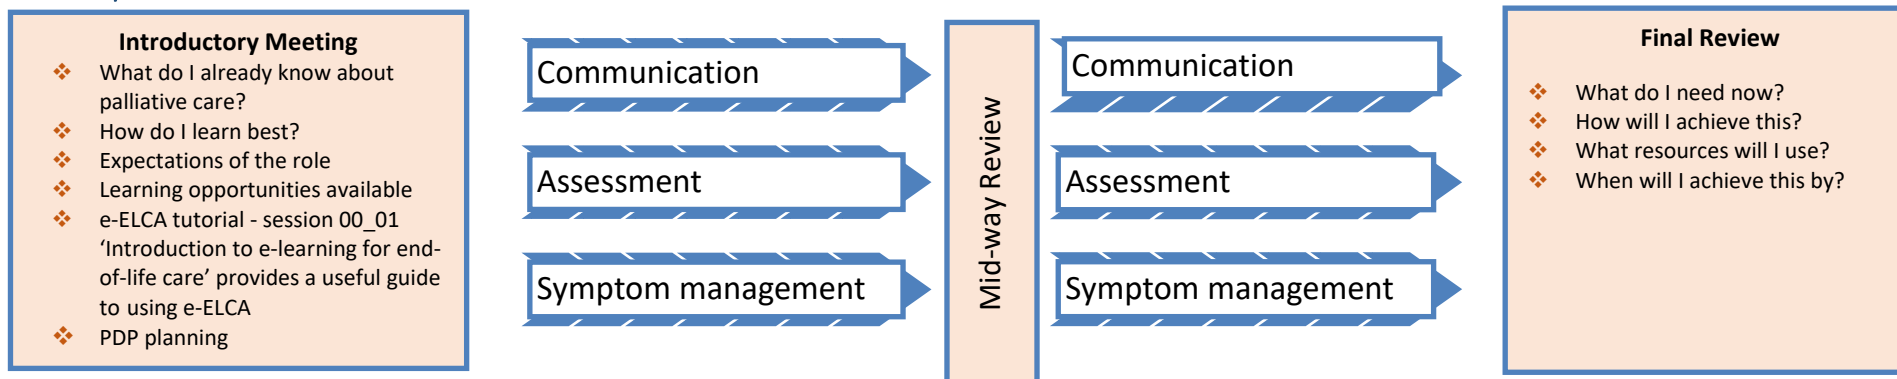 Introductory Meeting
❖ What do I already know about
palliative care?
❖ How do I learn best?
❖ Expectations of the role
❖ Learning opportunities available
❖ e-ELCA tutorial - session 00_01
‘Introduction to e-learning for end-
of-life care’ provides a useful guide
to using e-ELCA
❖ PDP planning
Communication
Assessment
Symptom management
Mid-way Review
Communication
Assessment
Symptom management
Final Review
❖ What do I need now?
❖ How will I achieve this?
❖ What resources will I use?
❖ When will I achieve this by?